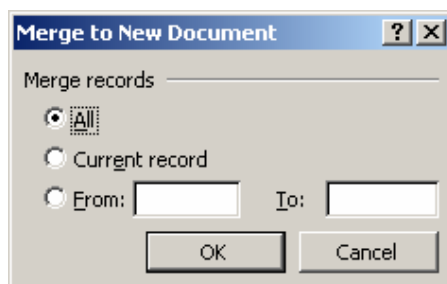 Merge to New Document
Merge records
All
Current record
From: To:
OK Cancel